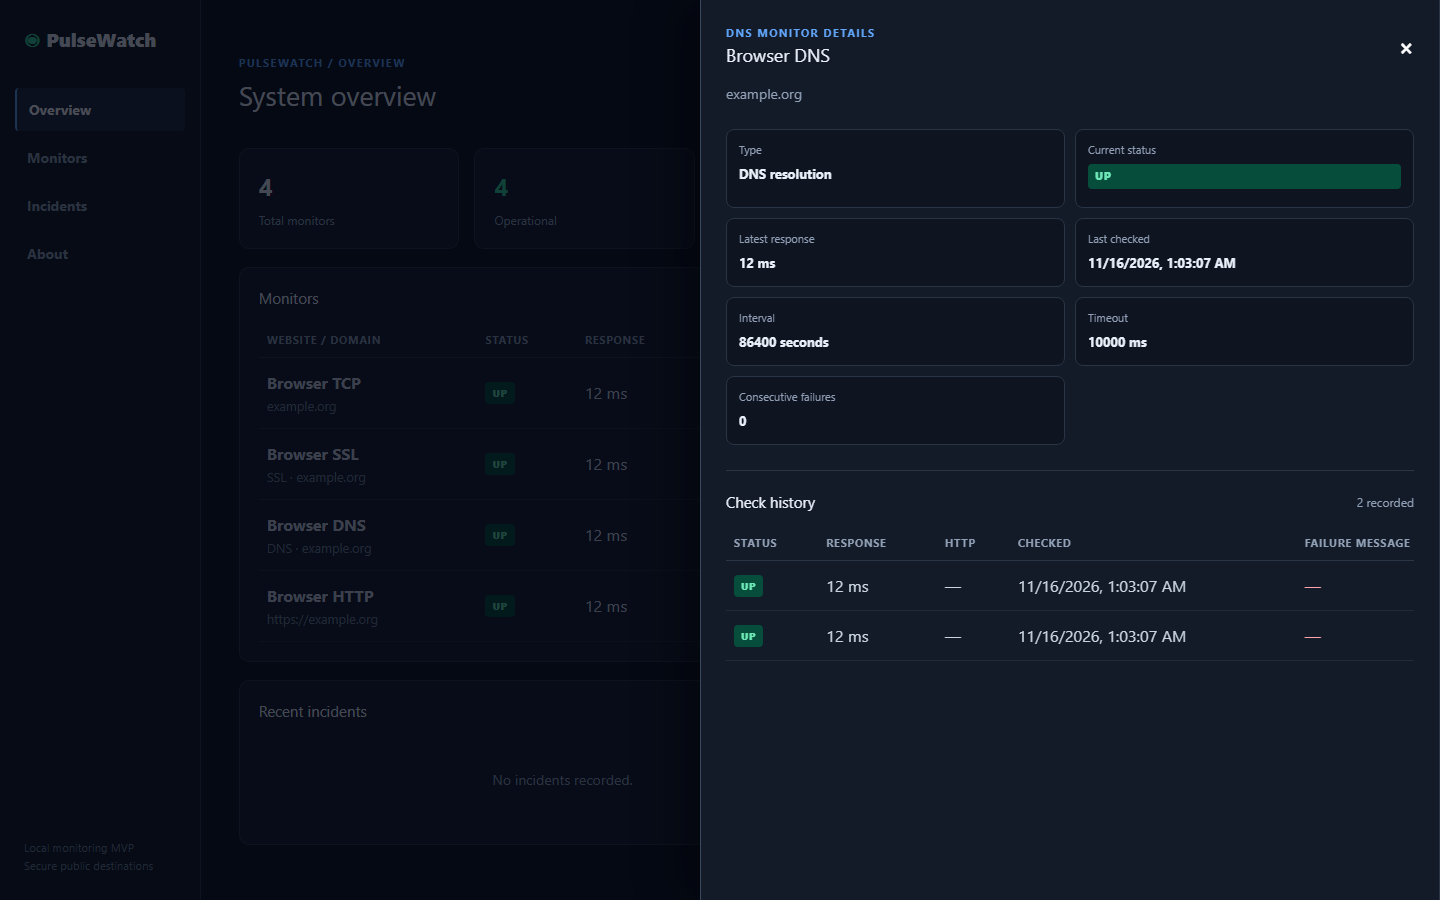 PulseWatch
Overview
Monitors
Incidents
About
Local monitoring MVP
Secure public destinations
PULSEWATCH / OVERVIEW
System overview
4
Total monitors
4
Operational
Monitors
WEBSITE / DOMAIN STATUS RESPONSE
Browser TCP
example.org
UP 12 ms
Browser SSL
SSL · example.org
UP 12 ms
Browser DNS
DNS · example.org
UP 12 ms
Browser HTTP
https://example.org
UP 12 ms
Recent incidents
No incidents recorded.
DNS MONITOR DETAILS
Browser DNS
×
example.org
Type
DNS resolution
Current status
UP
Latest response
12 ms
Last checked
11/16/2026, 1:03:07 AM
Interval
86400 seconds
Timeout
10000 ms
Consecutive failures
0
Check history 2 recorded
STATUS RESPONSE HTTP CHECKED FAILURE MESSAGE
UP 12 ms — 11/16/2026, 1:03:07 AM —
UP 12 ms — 11/16/2026, 1:03:07 AM —